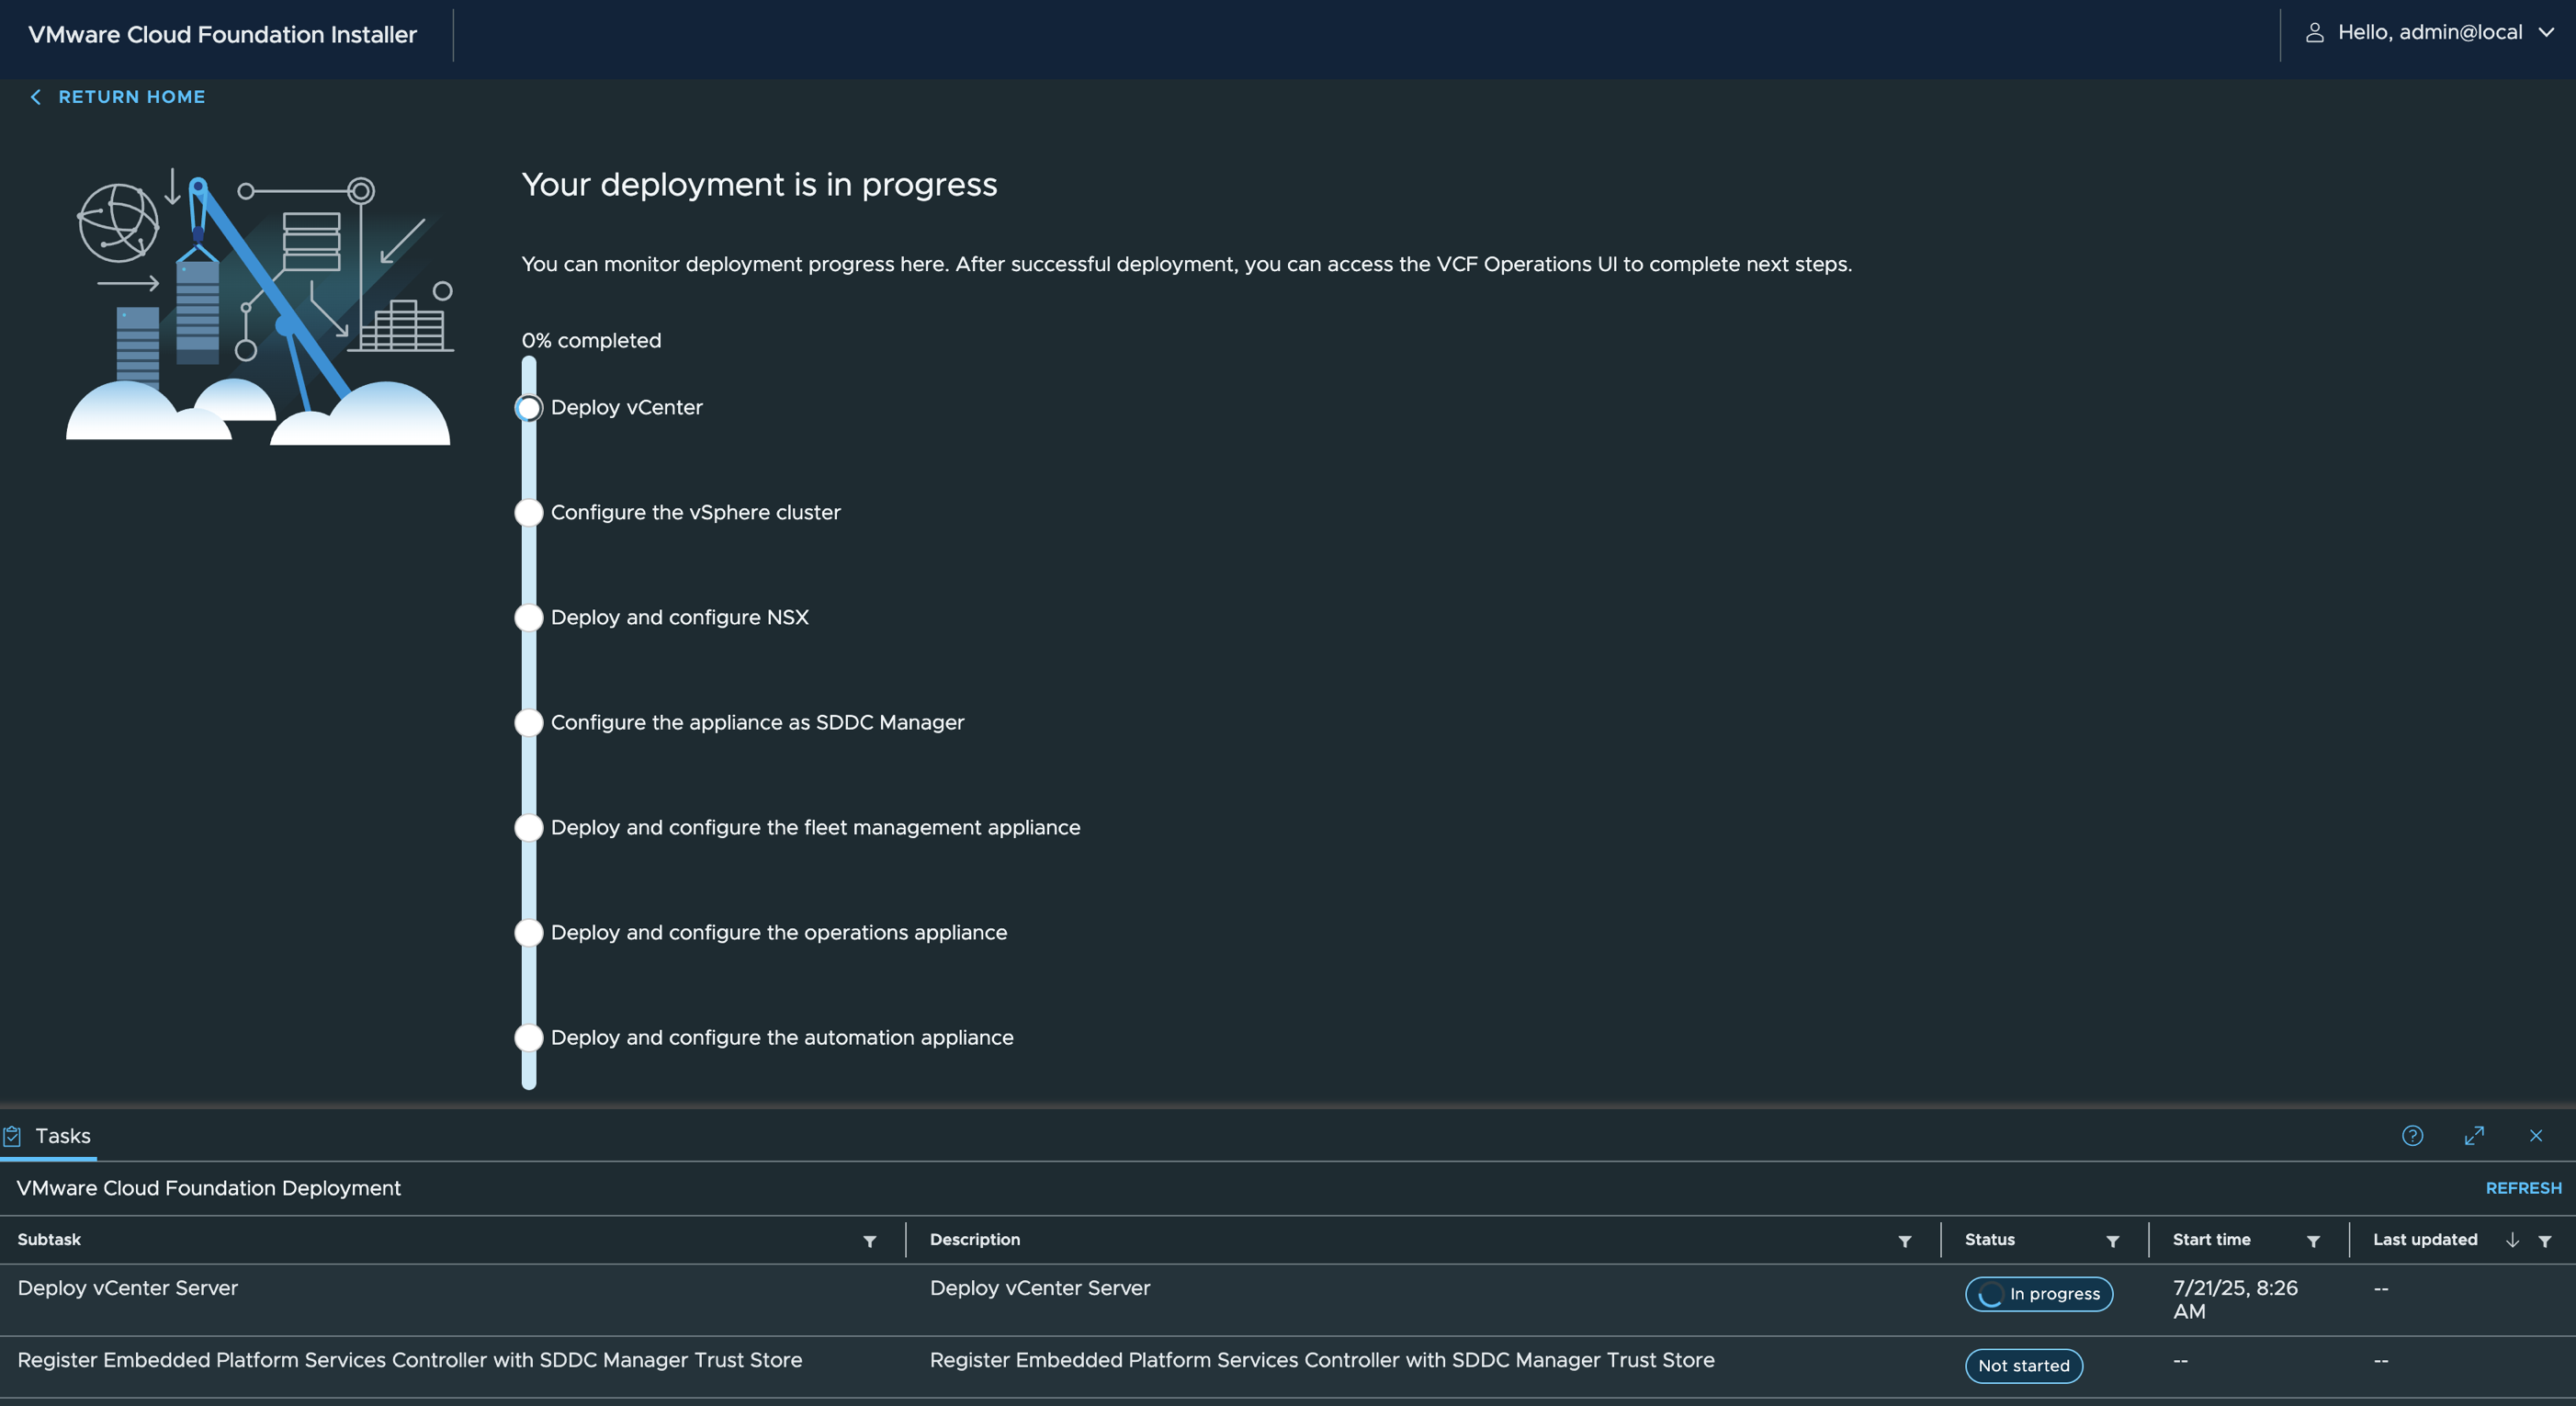 VMware Cloud Foundation Installer
Hello, admin@local
RETURN HOME
Your deployment is in progress
You can monitor deployment progress here. After successful deployment, you can access the VCF Operations UI to complete next steps.
0% completed
Deploy vCenter
Configure the vSphere cluster
Deploy and configure NSX
Configure the appliance as SDDC Manager
Deploy and configure the fleet management appliance
Deploy and configure the operations appliance
Deploy and configure the automation appliance
Tasks
VMware Cloud Foundation Deployment
REFRESH
Subtask Description Status Start time Last updated
Deploy vCenter Server Deploy vCenter Server In progress 7/21/25, 8:26 --
AM
Register Embedded Platform Services Controller with SDDC Manager Trust Store Register Embedded Platform Services Controller with SDDC Manager Trust Store Not started -- --